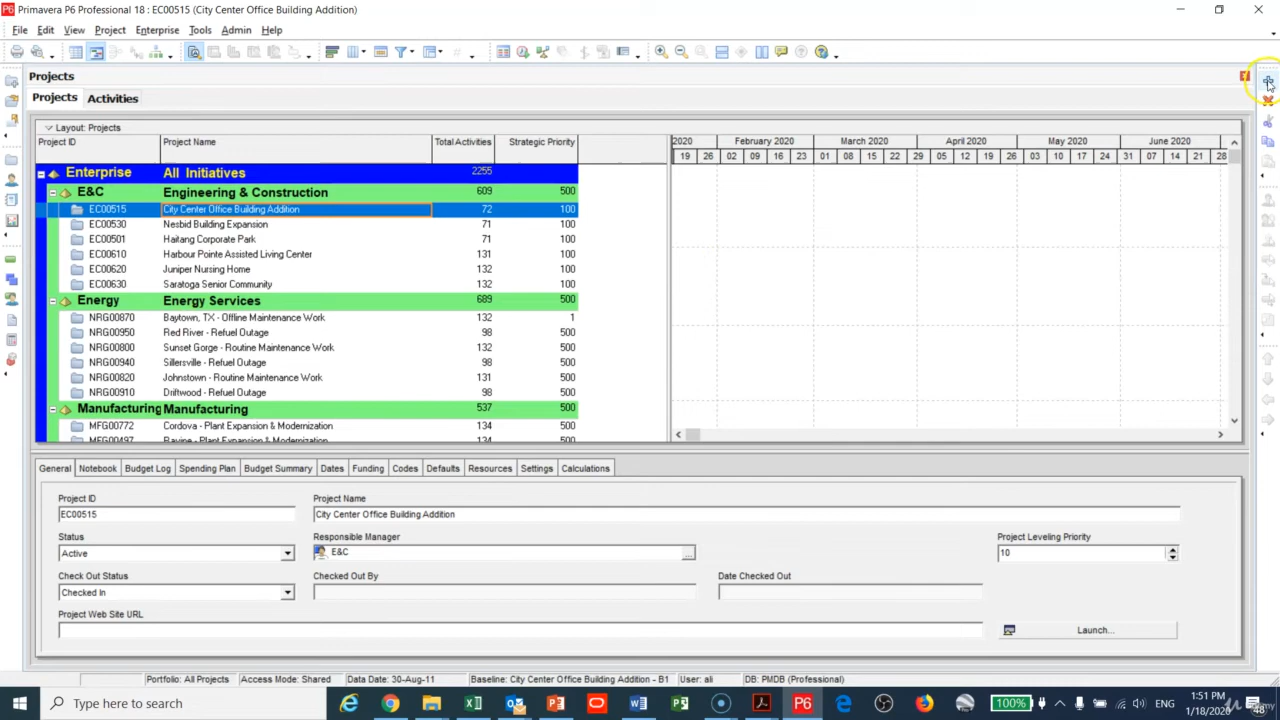 P6 Primavera P6 Professional 18 : EC00515 (City Center Office Building Addition)
File Edit View Project Enterprise Tools Admin Help
Projects
Projects Activities
Layout: Projects
Project ID Project Name Total Activities Strategic Priority 2020 February 2020 March 2020 April 2020 May 2020 June 2020
19 26 02 09 16 23 01 08 15 22 29 05 12 19 26 03 10 17 24 31 07 14 21 28
Enterprise All Initiatives 2255
E&C Engineering & Construction 609 500
EC00515 City Center Office Building Addition 72 100
EC00530 Nesbid Building Expansion 71 100
EC00501 Haitang Corporate Park 71 100
EC00610 Harbour Pointe Assisted Living Center 131 100
EC00620 Juniper Nursing Home 132 100
EC00630 Saratoga Senior Community 132 100
Energy Energy Services 689 500
NRG00870 Baytown, TX - Offline Maintenance Work 132 1
NRG00950 Red River - Refuel Outage 98 500
NRG00800 Sunset Gorge - Routine Maintenance Work 132 500
NRG00940 Sillersville - Refuel Outage 98 500
NRG00820 Johnstown - Routine Maintenance Work 131 500
NRG00910 Driftwood - Refuel Outage 98 500
Manufacturing Manufacturing 537 500
MFG00772 Cordova - Plant Expansion & Modernization 134 500
MFG00497 Ravine - Plant Expansion & Modernization 134 500
General Notebook Budget Log Spending Plan Budget Summary Dates Funding Codes Defaults Resources Settings Calculations
Project ID Project Name
EC00515 City Center Office Building Addition
Status Responsible Manager Project Leveling Priority
Active E&C ... 10
Check Out Status Checked Out By Date Checked Out
Checked In
Project Web Site URL
Launch...
Portfolio: All Projects Access Mode: Shared Data Date: 30-Aug-11 Baseline: City Center Office Building Addition - B1 User: ali DB: PMDB (Professional)
Type here to search P6 100% ENG 1:51 PM
1/18/2020 48